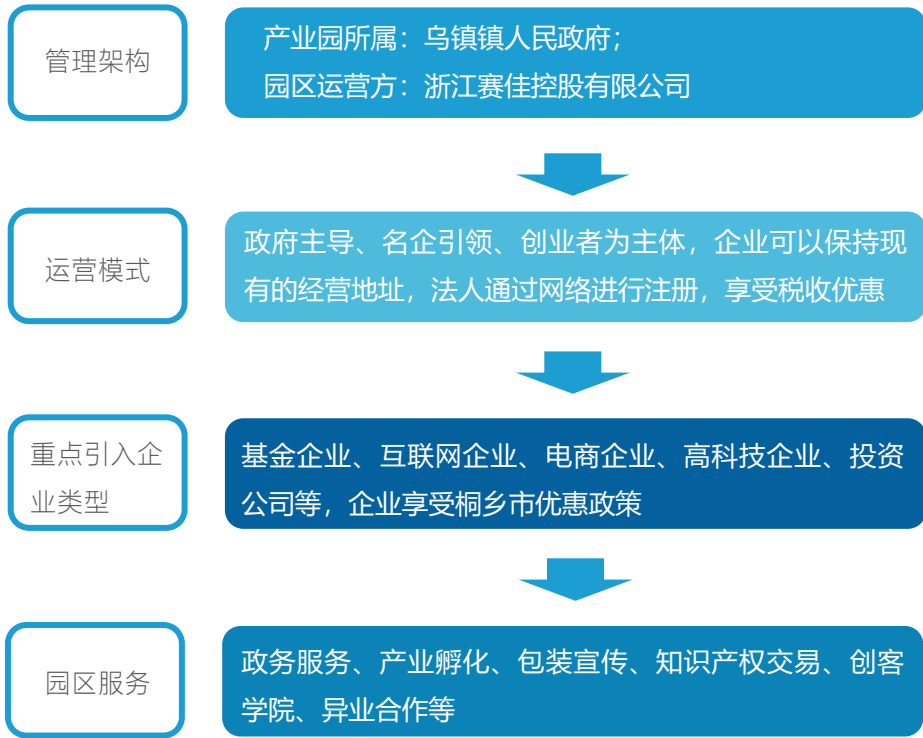 管理架构
产业园所属：乌镇镇人民政府；
园区运营方：浙江赛佳控股有限公司
运营模式
政府主导、名企引领、创业者为主体，企业可以保持现
有的经营地址，法人通过网络进行注册，享受税收优惠
重点引入企
业类型
基金企业、互联网企业、电商企业、高科技企业、投资
公司等，企业享受桐乡市优惠政策
园区服务
政务服务、产业孵化、包装宣传、知识产权交易、创客
学院、异业合作等